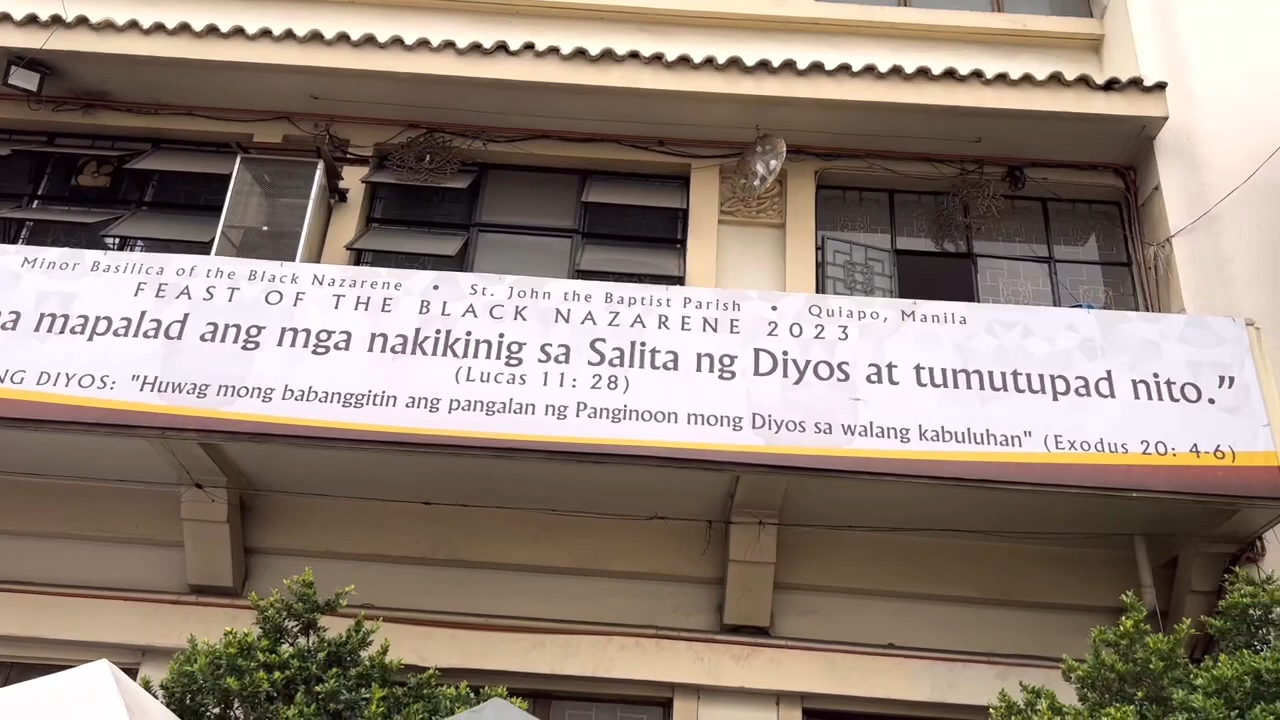 Minor Basilica of the Black Nazarene • St. John the Baptist Parish • Quiapo, Manila
FEAST OF THE BLACK NAZARENE 2023
mapalad ang mga nakikinig sa Salita ng Diyos at tumutupad nito.”
(Lucas 11: 28)
NG DIYOS: "Huwag mong babanggitin ang pangalan ng Panginoon mong Diyos sa walang kabuluhan" (Exodus 20: 4-6)